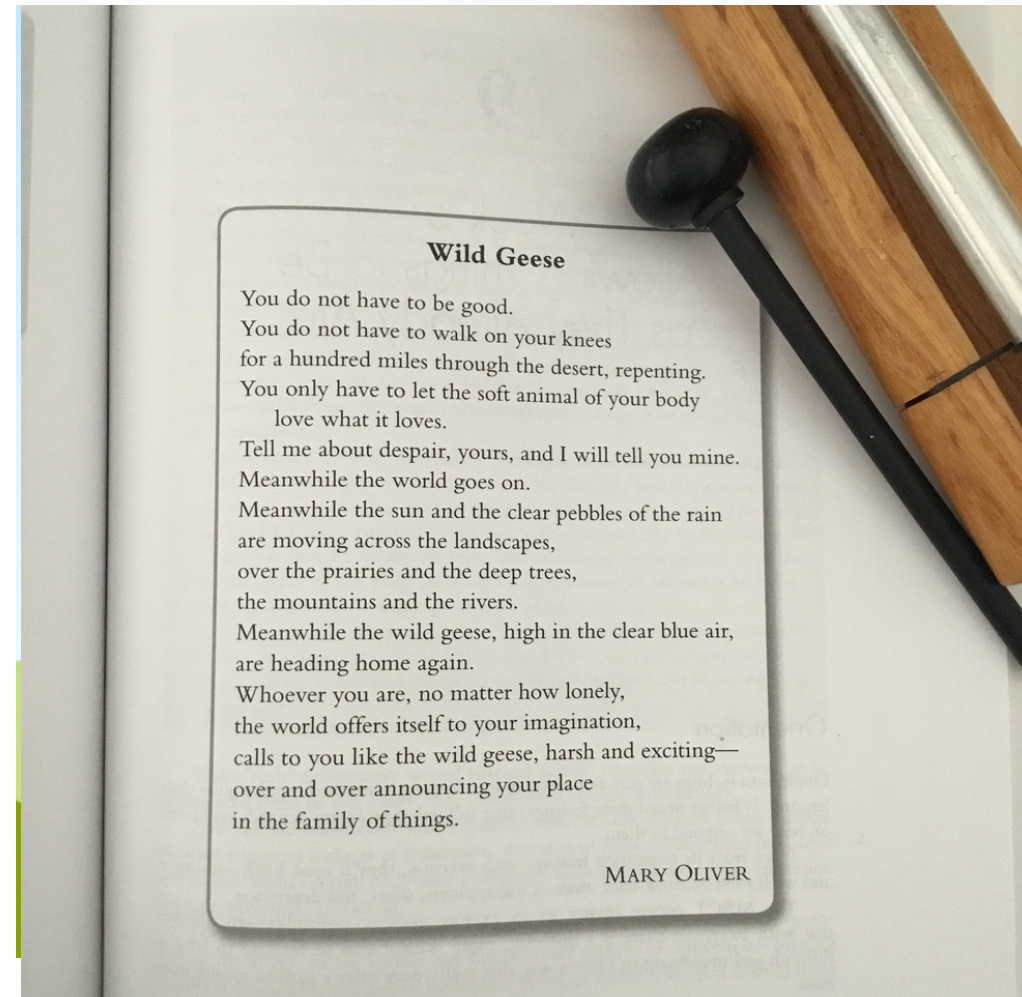 Wild Geese
You do not have to be good.
You do not have to walk on your knees
for a hundred miles through the desert, repenting.
You only have to let the soft animal of your body
love what it loves.
Tell me about despair, yours, and I will tell you mine.
Meanwhile the world goes on.
Meanwhile the sun and the clear pebbles of the rain
are moving across the landscapes,
over the prairies and the deep trees,
the mountains and the rivers.
Meanwhile the wild geese, high in the clear blue air,
are heading home again.
Whoever you are, no matter how lonely,
the world offers itself to your imagination,
calls to you like the wild geese, harsh and exciting—
over and over announcing your place
in the family of things.
MARY OLIVER